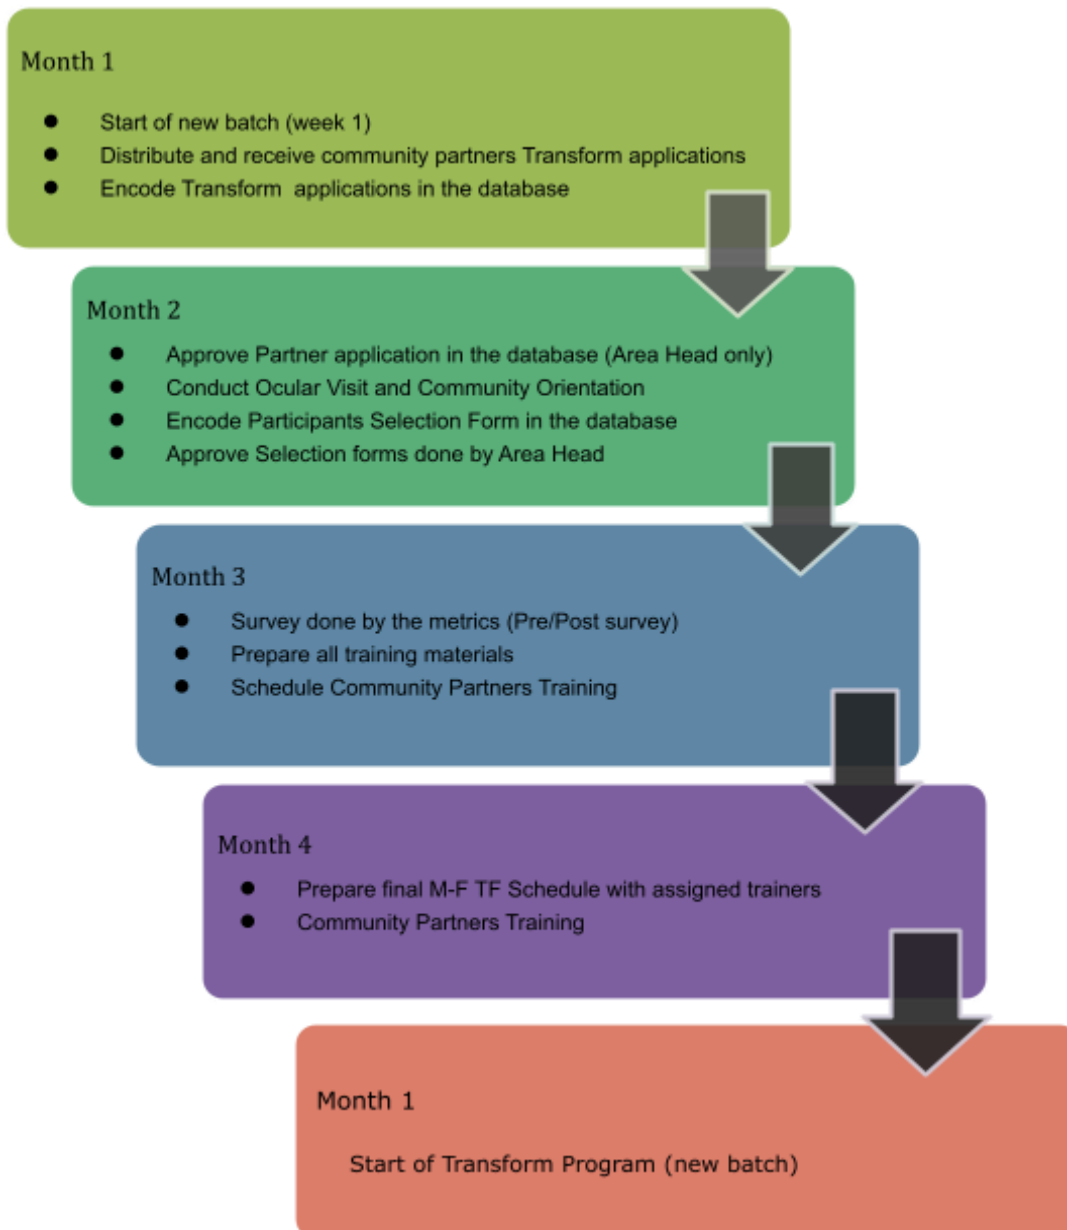 Month 1
● Start of new batch (week 1)
● Distribute and receive community partners Transform applications
● Encode Transform applications in the database
Month 2
● Approve Partner application in the database (Area Head only)
● Conduct Ocular Visit and Community Orientation
● Encode Participants Selection Form in the database
● Approve Selection forms done by Area Head
Month 3
● Survey done by the metrics (Pre/Post survey)
● Prepare all training materials
● Schedule Community Partners Training
Month 4
● Prepare final M-F TF Schedule with assigned trainers
● Community Partners Training
Month 1
Start of Transform Program (new batch)